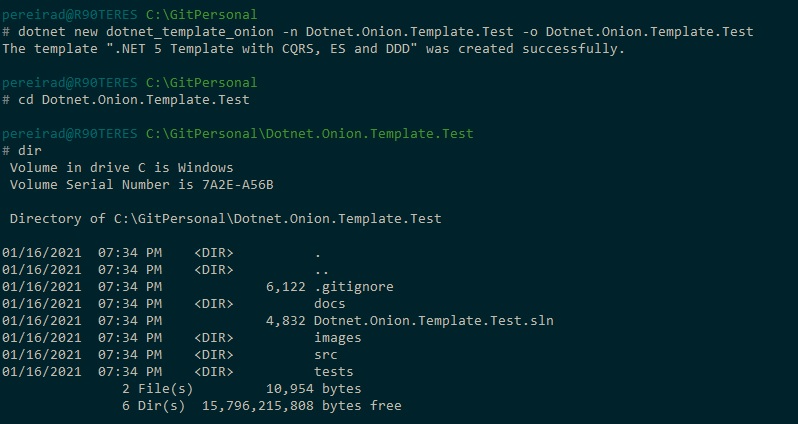 pereirad@R90TERES C:\GitPersonal
# dotnet new dotnet_template_onion -n Dotnet.Onion.Template.Test -o Dotnet.Onion.Template.Test
The template ".NET 5 Template with CQRS, ES and DDD" was created successfully.
pereirad@R90TERES C:\GitPersonal
# cd Dotnet.Onion.Template.Test
pereirad@R90TERES C:\GitPersonal\Dotnet.Onion.Template.Test
# dir
Volume in drive C is Windows
Volume Serial Number is 7A2E-A56B
Directory of C:\GitPersonal\Dotnet.Onion.Template.Test
01/16/2021  07:34 PM    <DIR>          .
01/16/2021  07:34 PM    <DIR>          ..
01/16/2021  07:34 PM             6,122 .gitignore
01/16/2021  07:34 PM    <DIR>          docs
01/16/2021  07:34 PM             4,832 Dotnet.Onion.Template.Test.sln
01/16/2021  07:34 PM    <DIR>          images
01/16/2021  07:34 PM    <DIR>          src
01/16/2021  07:34 PM    <DIR>          tests
2 File(s)         10,954 bytes
6 Dir(s)  15,796,215,808 bytes free